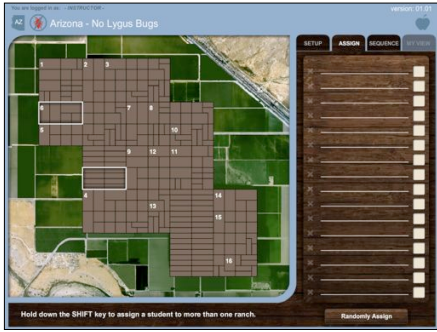 You are logged in as: - INSTRUCTOR -
version: 01.01
AZ
Arizona - No Lygus Bugs
SETUP
ASSIGN
SEQUENCE
MY VIEW
1
2
3
6
7
8
5
10
9
12
11
4
14
13
15
16
Hold down the SHIFT key to assign a student to more than one ranch.
Randomly Assign